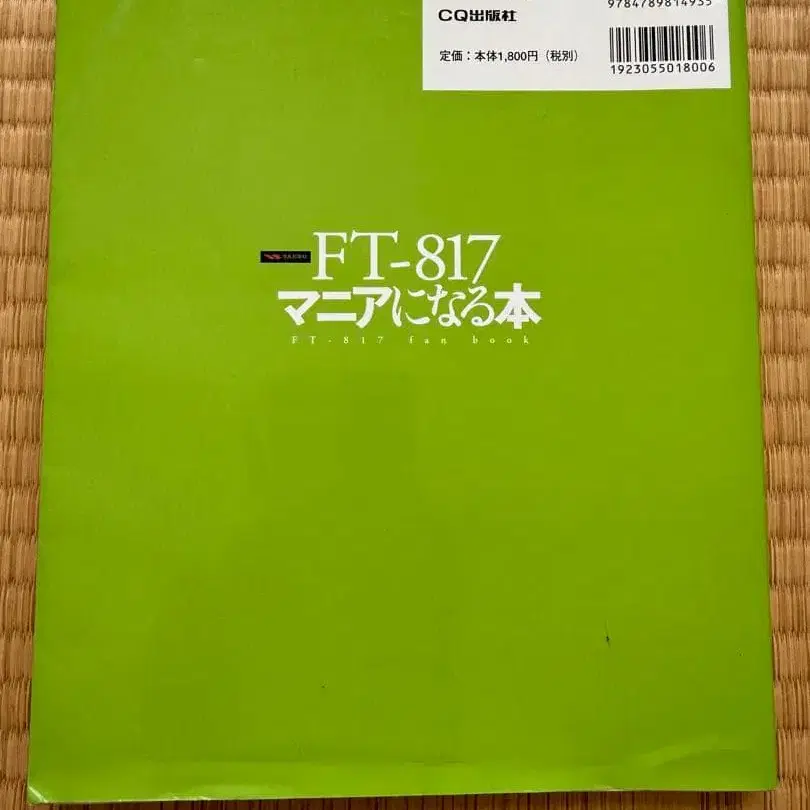 9784789814935
CQ出版社
定価：本体1,800円（税別）
1923055018006
YAESU
FT-817
マニアになる本
FT-817 fan book